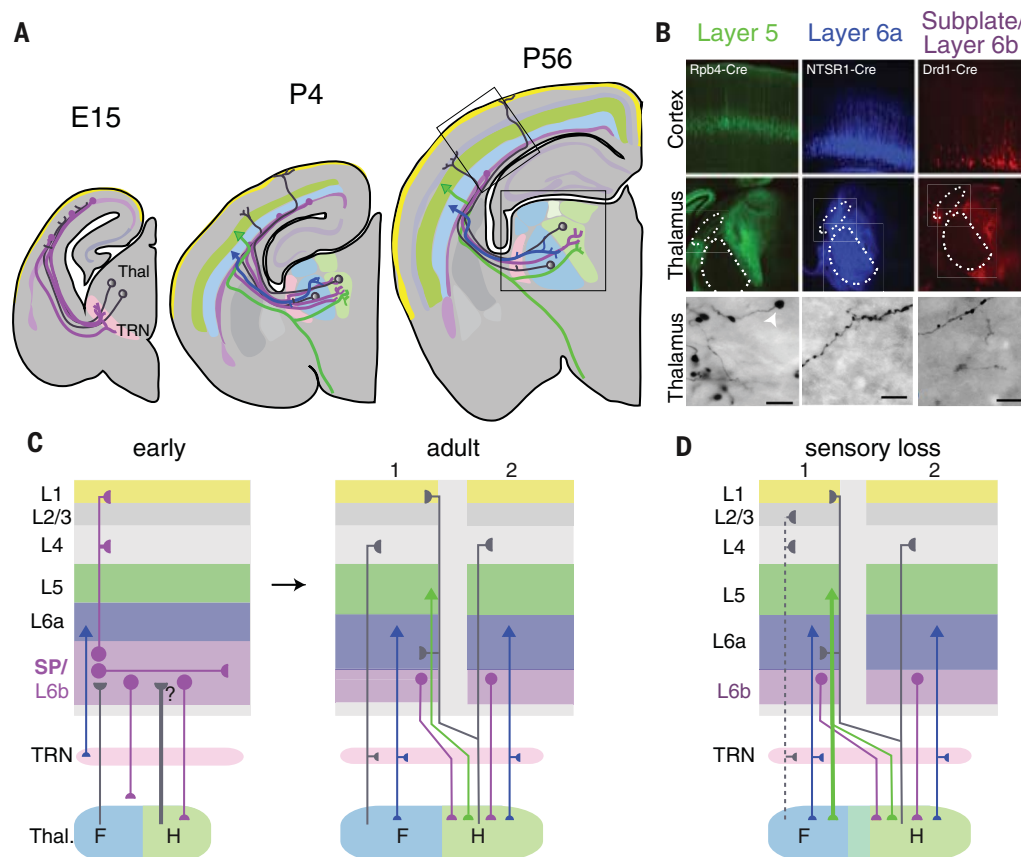 A
E15
P4
P56
Thal
TRN
B
Layer 5
Layer 6a
Subplate/
Layer 6b
Rpb4-Cre
NTSR1-Cre
Drd1-Cre
Cortex
Thalamus
Thalamus
C
early
adult
1
2
L1
L2/3
L4
L5
L6a
SP/
L6b
?
TRN
Thal.
F
H
F
H
D
sensory loss
1
2
L1
L2/3
L4
L5
L6a
L6b
TRN
F
H